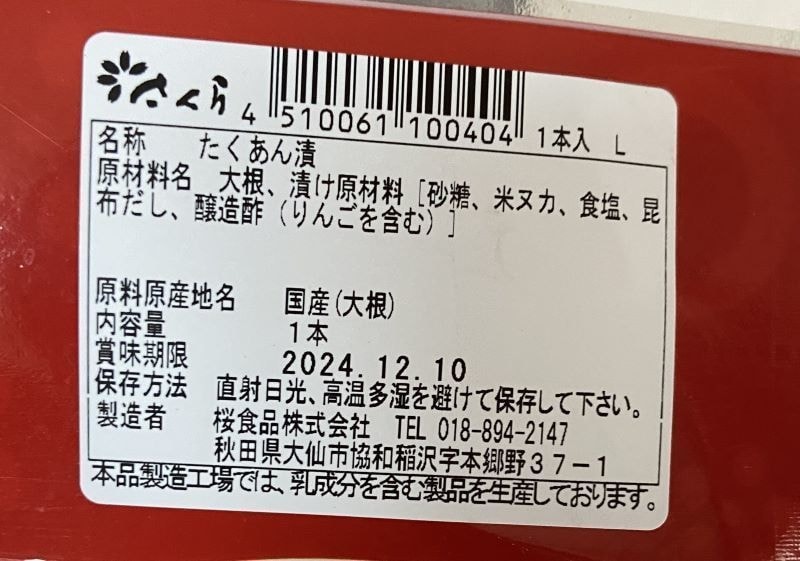 さくら
4 510061 100404 1本入 L
名称 たくあん漬
原材料名 大根、漬け原材料［砂糖、米ヌカ、食塩、昆
布だし、醸造酢（りんごを含む）］
原料原産地名 国産(大根)
内容量 1本
賞味期限 2024.12.10
保存方法 直射日光、高温多湿を避けて保存して下さい。
製造者 桜食品株式会社 TEL 018-894-2147
秋田県大仙市協和稲沢字本郷野37-1
本品製造工場では、乳成分を含む製品を生産しております。